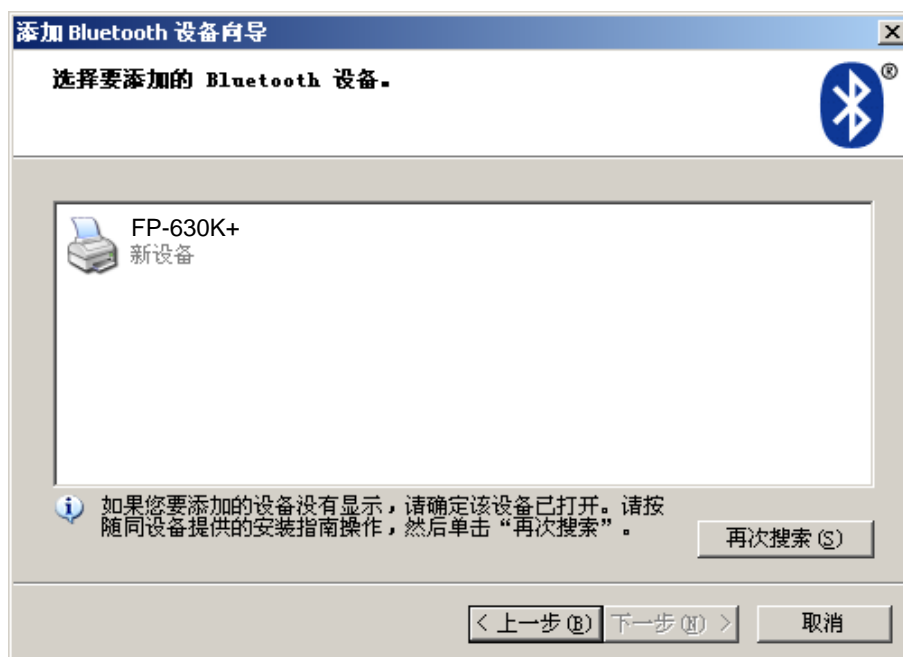 添加 Bluetooth 设备向导
选择要添加的 Bluetooth 设备。
®
FP-630K+
新设备
如果您要添加的设备没有显示，请确定该设备已打开。请按
随同设备提供的安装指南操作，然后单击“再次搜索”。
再次搜索(S)
< 上一步(B)
下一步(N) >
取消